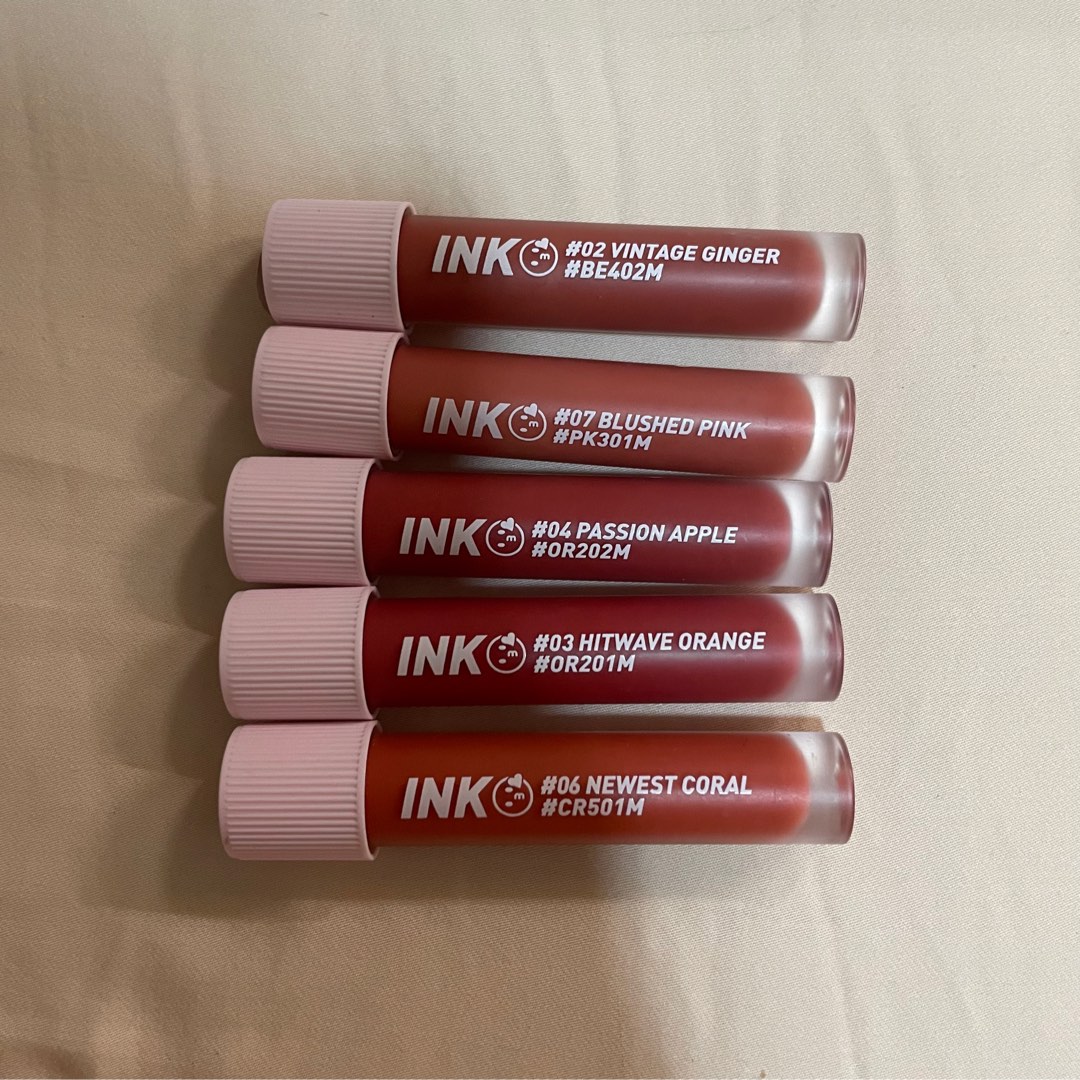 INK
#02 VINTAGE GINGER
#BE402M
INK
#07 BLUSHED PINK
#PK301M
INK
#04 PASSION APPLE
#OR202M
INK
#03 HITWAVE ORANGE
#OR201M
INK
#06 NEWEST CORAL
#CR501M